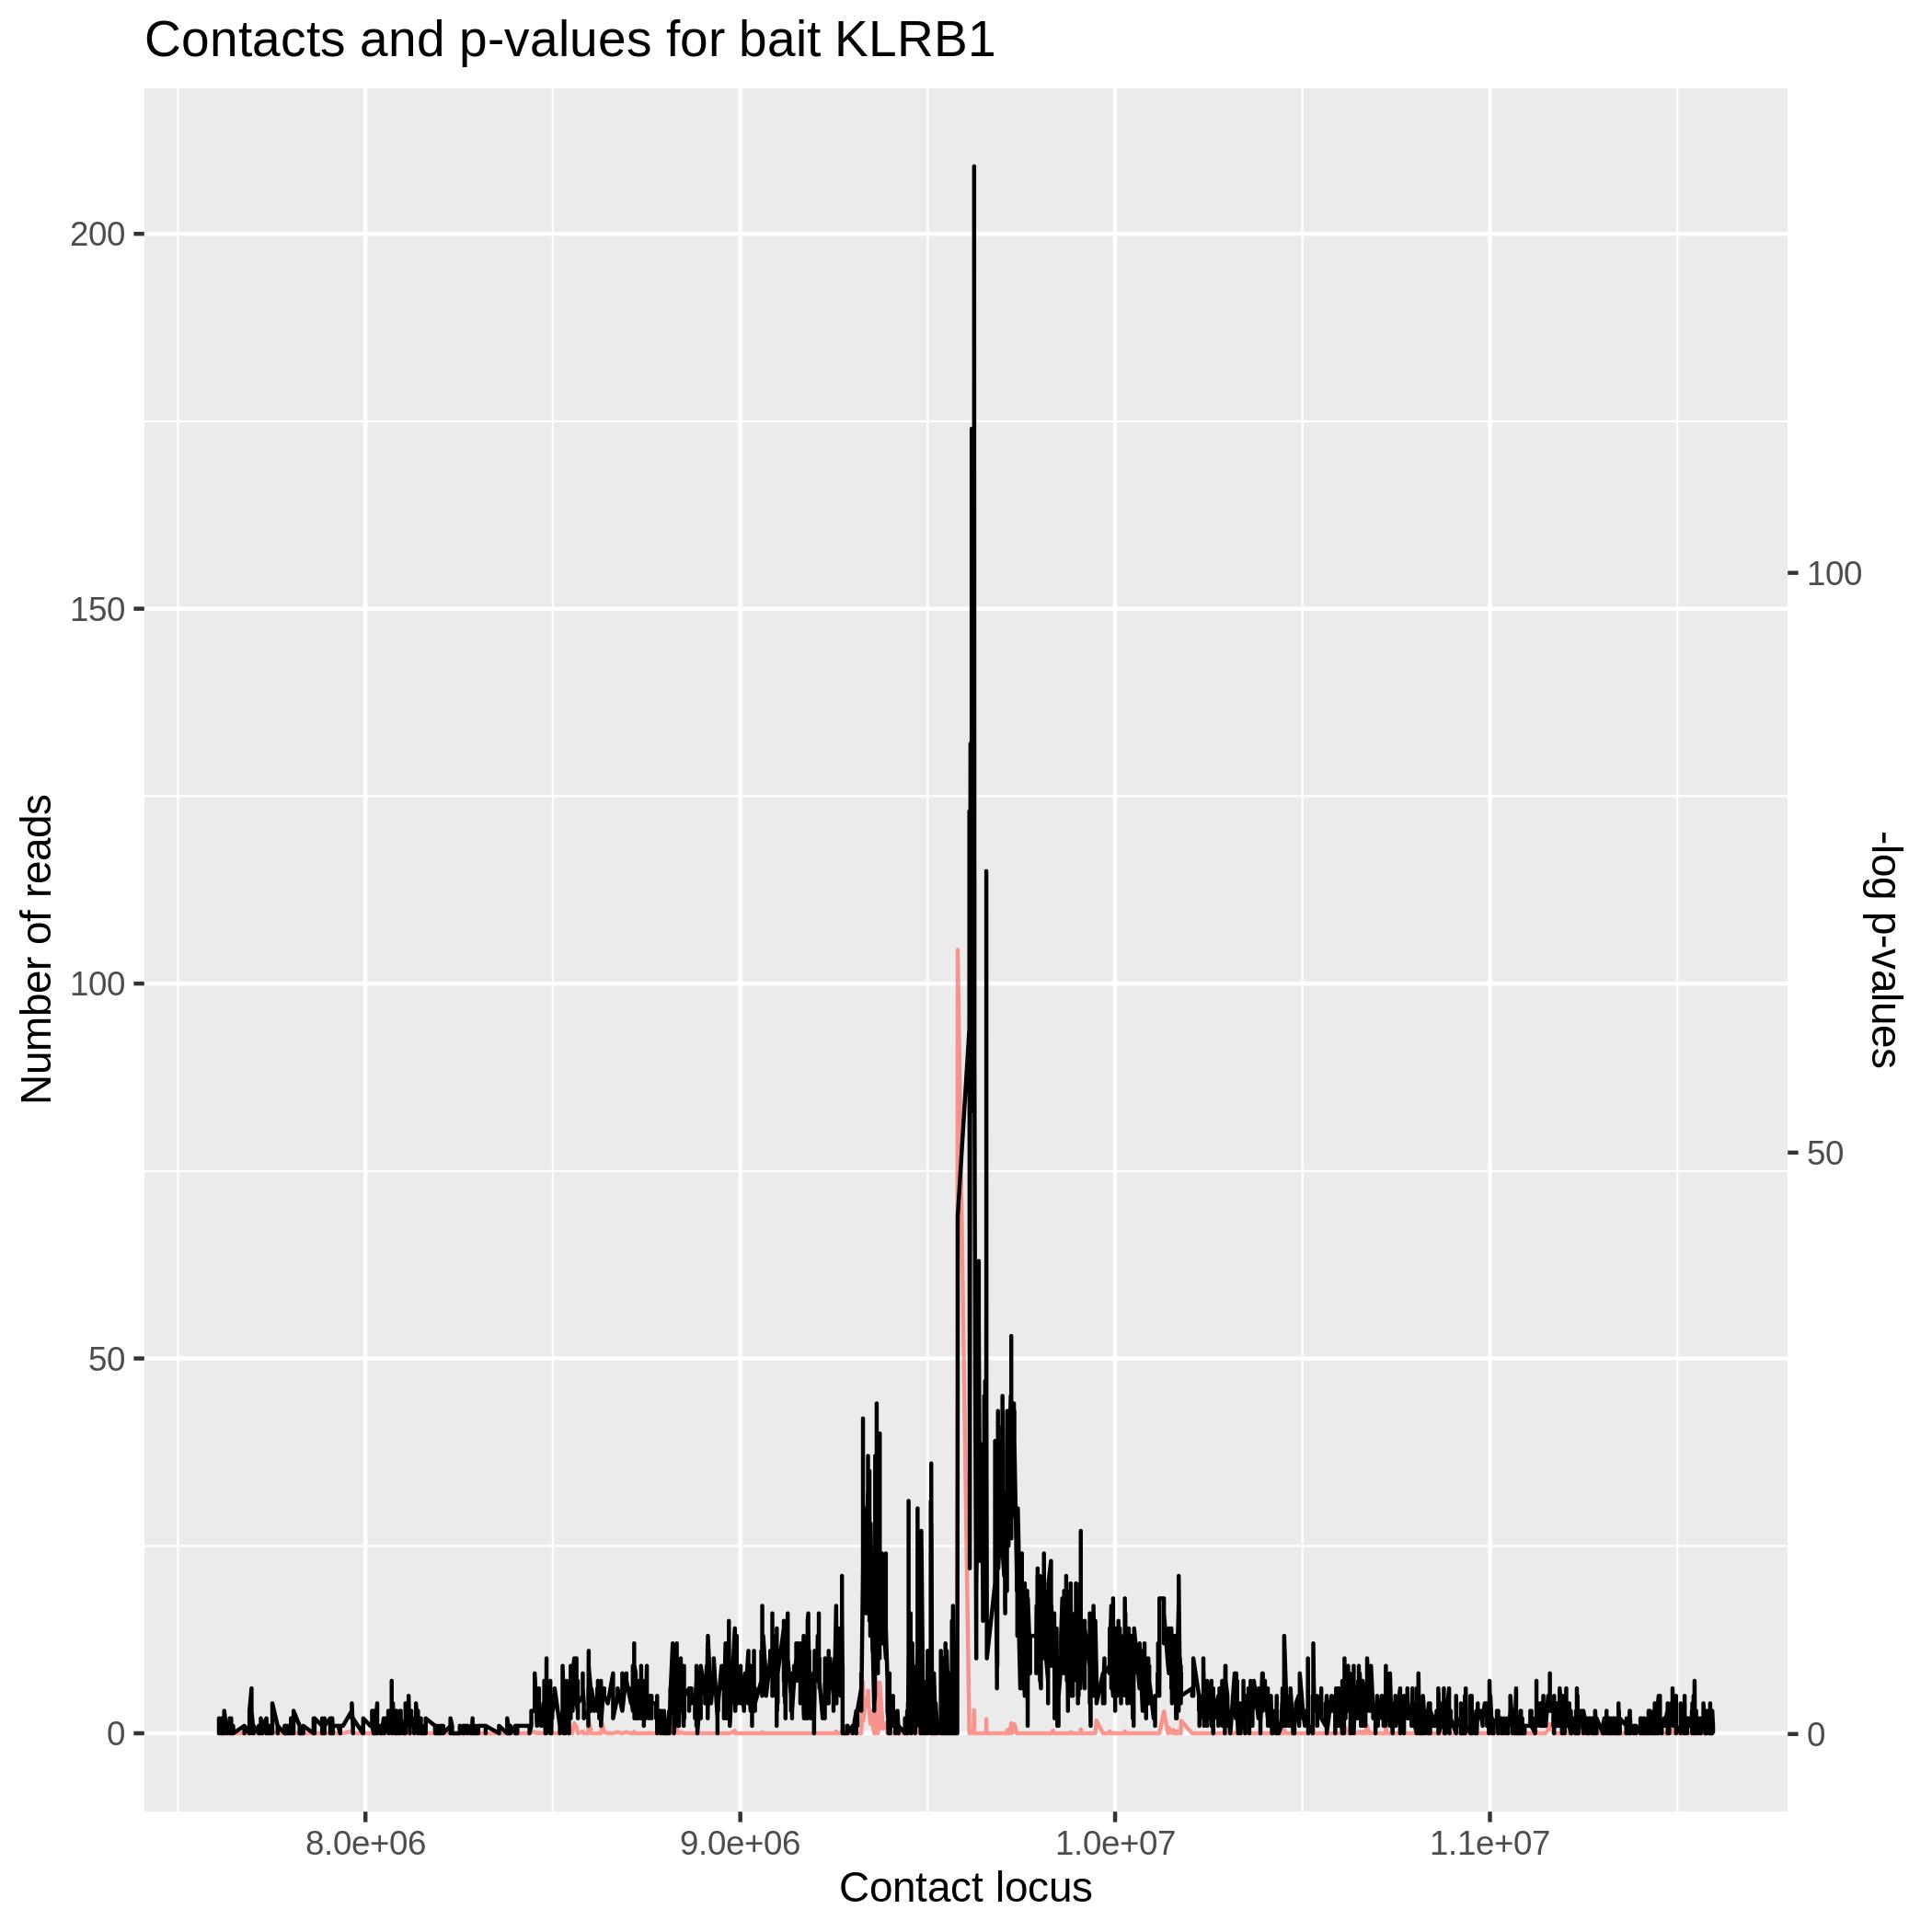 Contacts and p-values for bait KLRB1
200
150
100
50
0
Number of reads
100
50
0
-log p-values
8.0e+06
9.0e+06
1.0e+07
1.1e+07
Contact locus